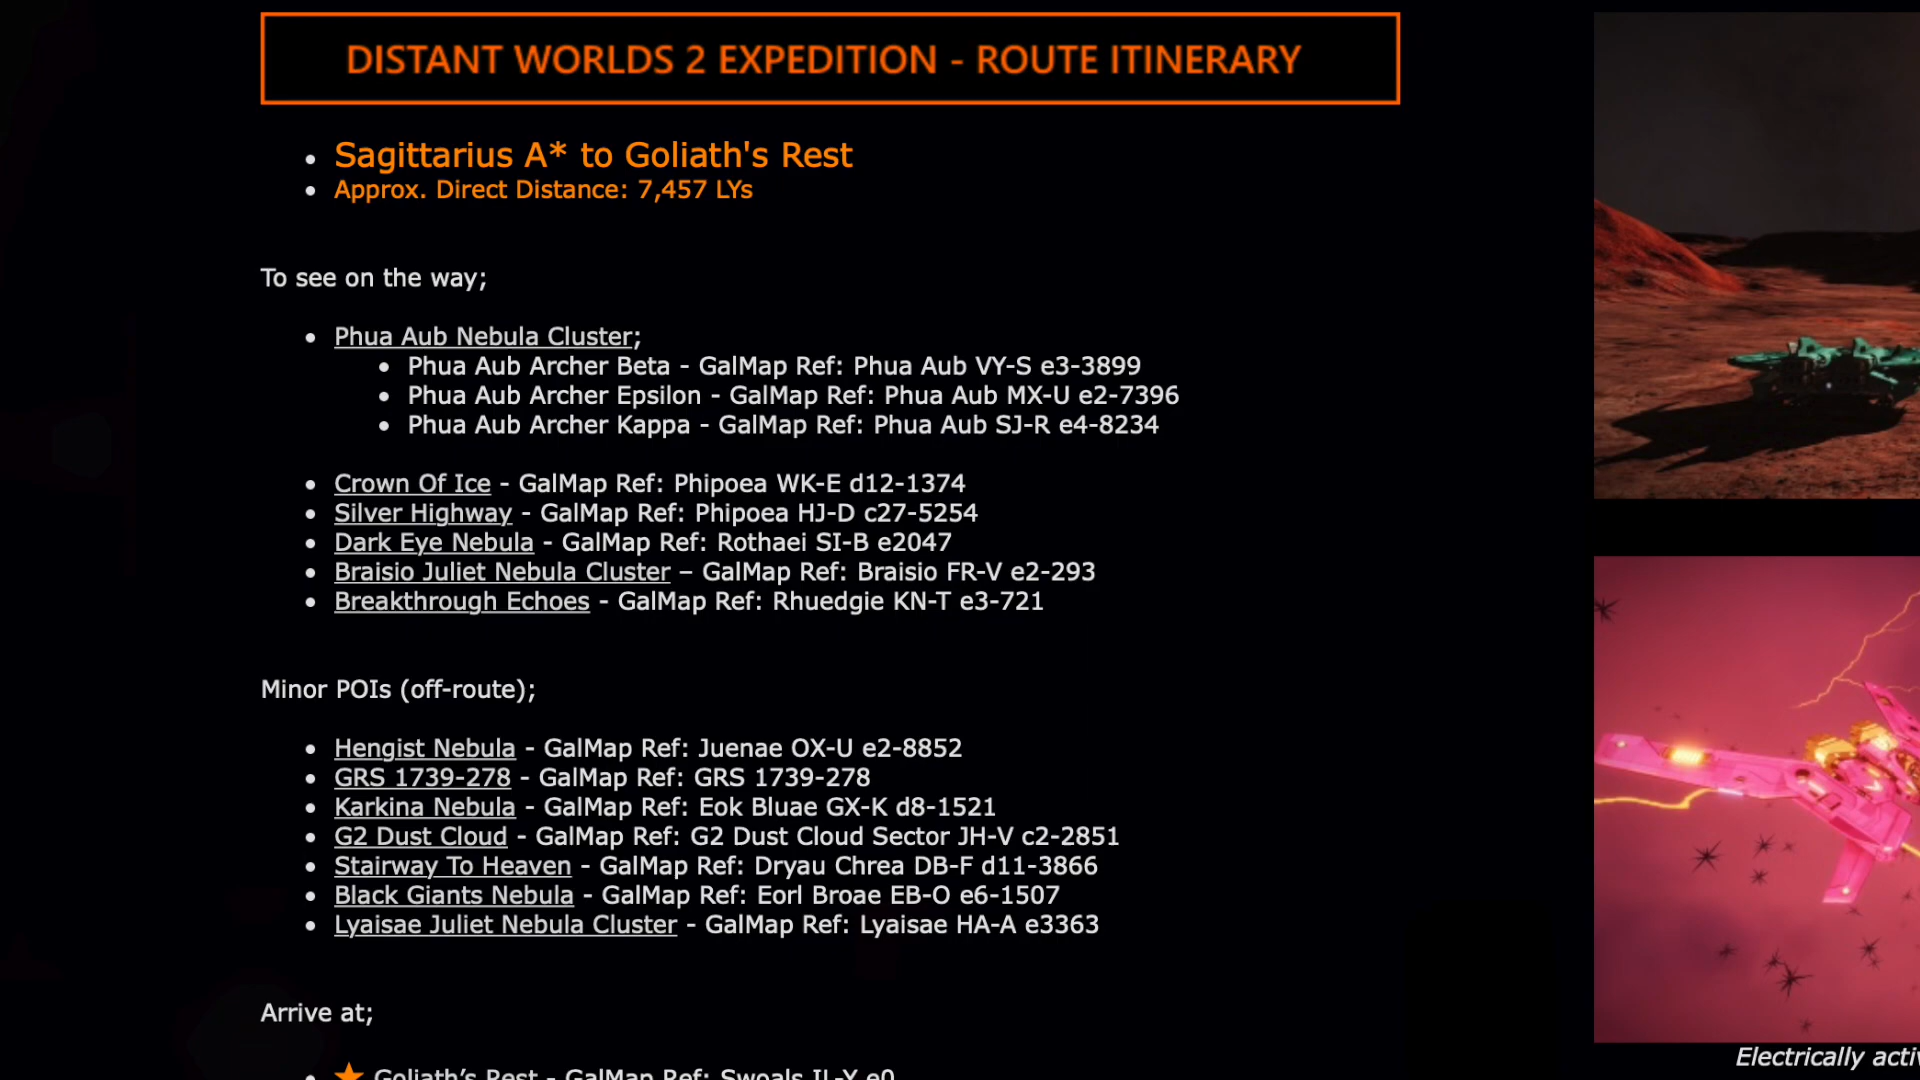 DISTANT WORLDS 2 EXPEDITION - ROUTE ITINERARY
Sagittarius A* to Goliath's Rest
Approx. Direct Distance: 7,457 LYs
To see on the way;
Phua Aub Nebula Cluster;
Phua Aub Archer Beta - GalMap Ref: Phua Aub VY-S e3-3899
Phua Aub Archer Epsilon - GalMap Ref: Phua Aub MX-U e2-7396
Phua Aub Archer Kappa - GalMap Ref: Phua Aub SJ-R e4-8234
Crown Of Ice - GalMap Ref: Phipoea WK-E d12-1374
Silver Highway - GalMap Ref: Phipoea HJ-D c27-5254
Dark Eye Nebula - GalMap Ref: Rothaei SI-B e2047
Braisio Juliet Nebula Cluster – GalMap Ref: Braisio FR-V e2-293
Breakthrough Echoes - GalMap Ref: Rhuedgie KN-T e3-721
Minor POIs (off-route);
Hengist Nebula - GalMap Ref: Juenae OX-U e2-8852
GRS 1739-278 - GalMap Ref: GRS 1739-278
Karkina Nebula - GalMap Ref: Eok Bluae GX-K d8-1521
G2 Dust Cloud - GalMap Ref: G2 Dust Cloud Sector JH-V c2-2851
Stairway To Heaven - GalMap Ref: Dryau Chrea DB-F d11-3866
Black Giants Nebula - GalMap Ref: Eorl Broae EB-O e6-1507
Lyaisae Juliet Nebula Cluster - GalMap Ref: Lyaisae HA-A e3363
Arrive at;
Goliath’s Rest - GalMap Ref: Swoals IL-Y e0
Electrically